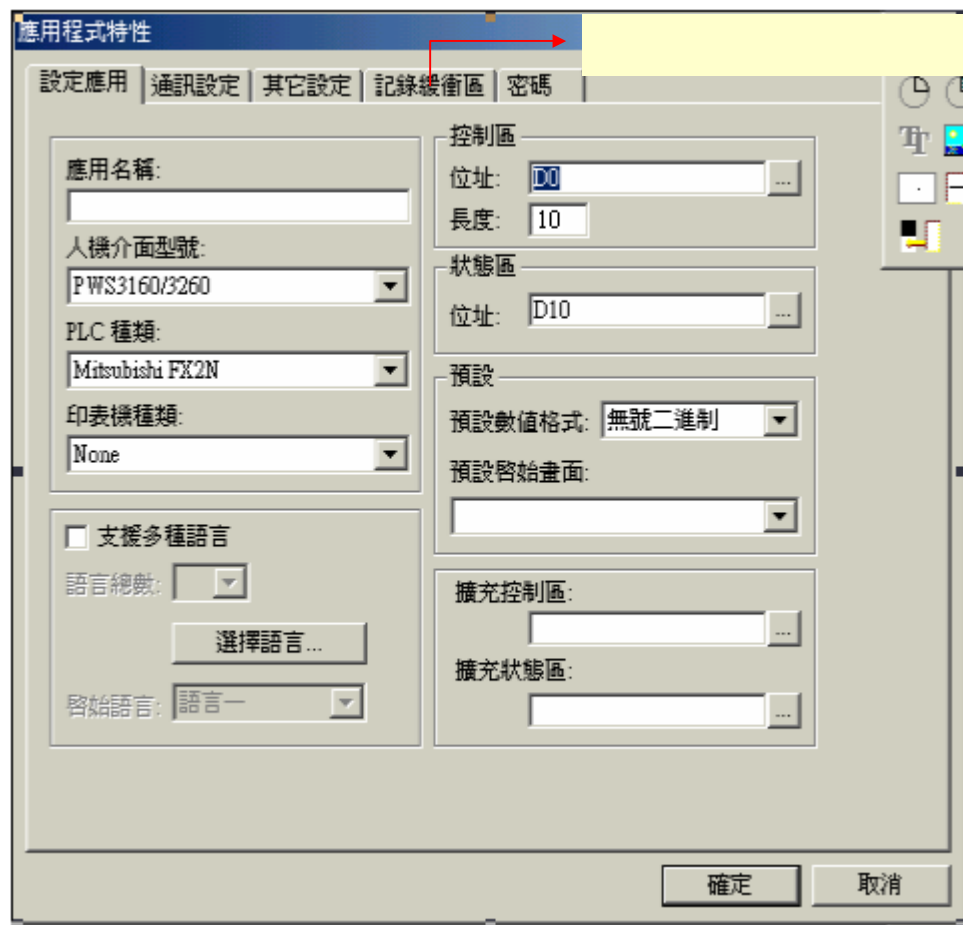 應用程式特性
設定應用 通訊設定 其它設定 記錄緩衝區 密碼
應用名稱:
人機介面型號:
PWS3160/3260
PLC 種類:
Mitsubishi FX2N
印表機種類:
None
支援多種語言
語言總數:
選擇語言...
啓始語言: 語言一
控制區
位址: D0 ...
長度: 10
狀態區
位址: D10 ...
預設
預設數值格式: 無號二進制
預設啓始畫面:
擴充控制區:
...
擴充狀態區:
...
確定 取消